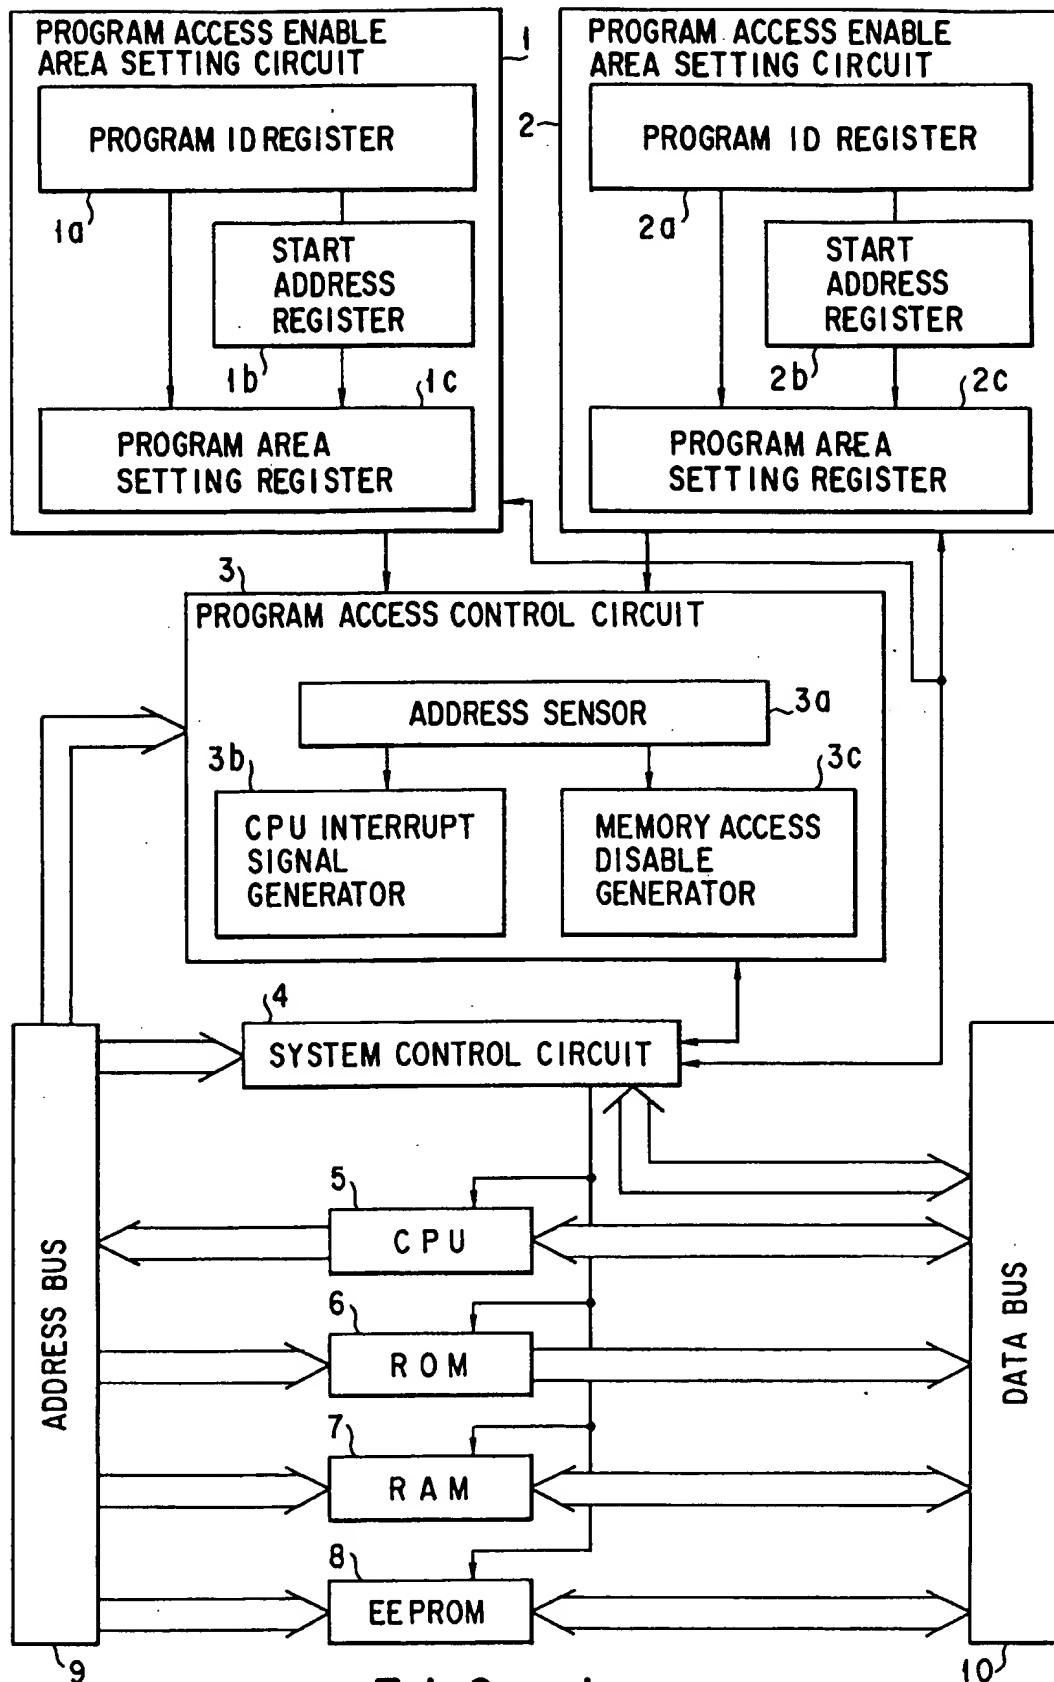 PROGRAM ACCESS ENABLE
AREA SETTING CIRCUIT
1
PROGRAM ID REGISTER
1a
START
ADDRESS
REGISTER
1b
1c
PROGRAM AREA
SETTING REGISTER
PROGRAM ACCESS ENABLE
AREA SETTING CIRCUIT
2
PROGRAM ID REGISTER
2a
START
ADDRESS
REGISTER
2b
2c
PROGRAM AREA
SETTING REGISTER
3
PROGRAM ACCESS CONTROL CIRCUIT
ADDRESS SENSOR
3a
3b
CPU INTERRUPT
SIGNAL
GENERATOR
3c
MEMORY ACCESS
DISABLE
GENERATOR
4
SYSTEM CONTROL CIRCUIT
5
CPU
6
ROM
7
RAM
8
EEPROM
ADDRESS BUS
9
DATA BUS
10